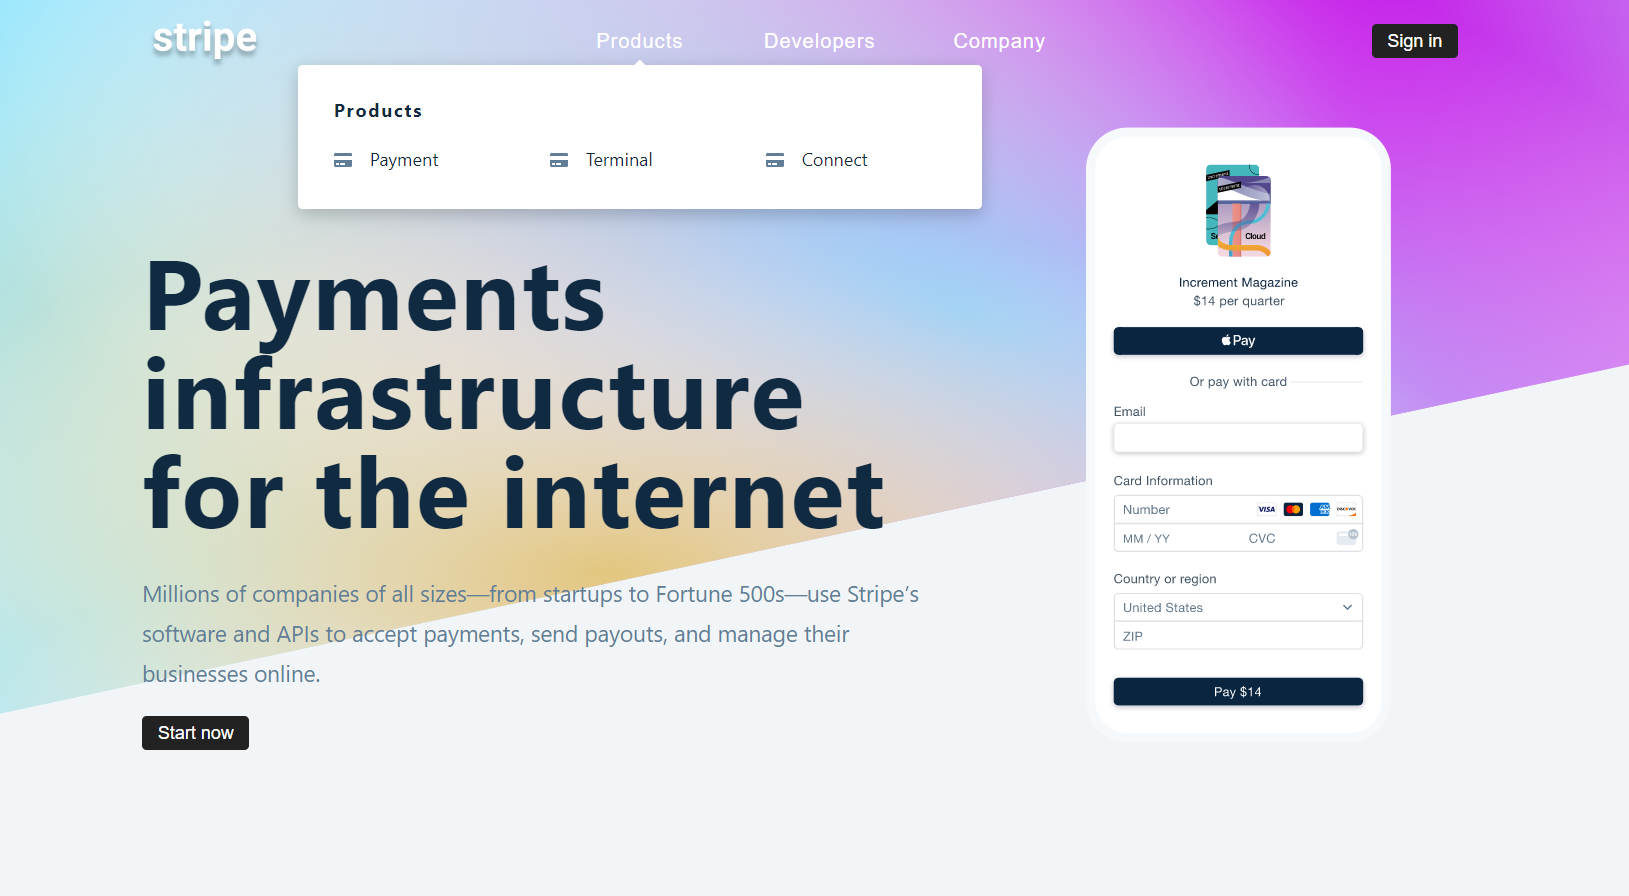 stripe
Products
Developers
Company
Sign in
Products
Payment
Terminal
Connect
Payments
infrastructure
for the internet
Millions of companies of all sizes—from startups to Fortune 500s—use Stripe’s
software and APIs to accept payments, send payouts, and manage their
businesses online.
Start now
increment
increment
Cloud
Increment Magazine
$14 per quarter
Pay
Or pay with card
Email
Card Information
Number
VISA
DISCOVER
MM / YY
CVC
Country or region
United States
ZIP
Pay $14